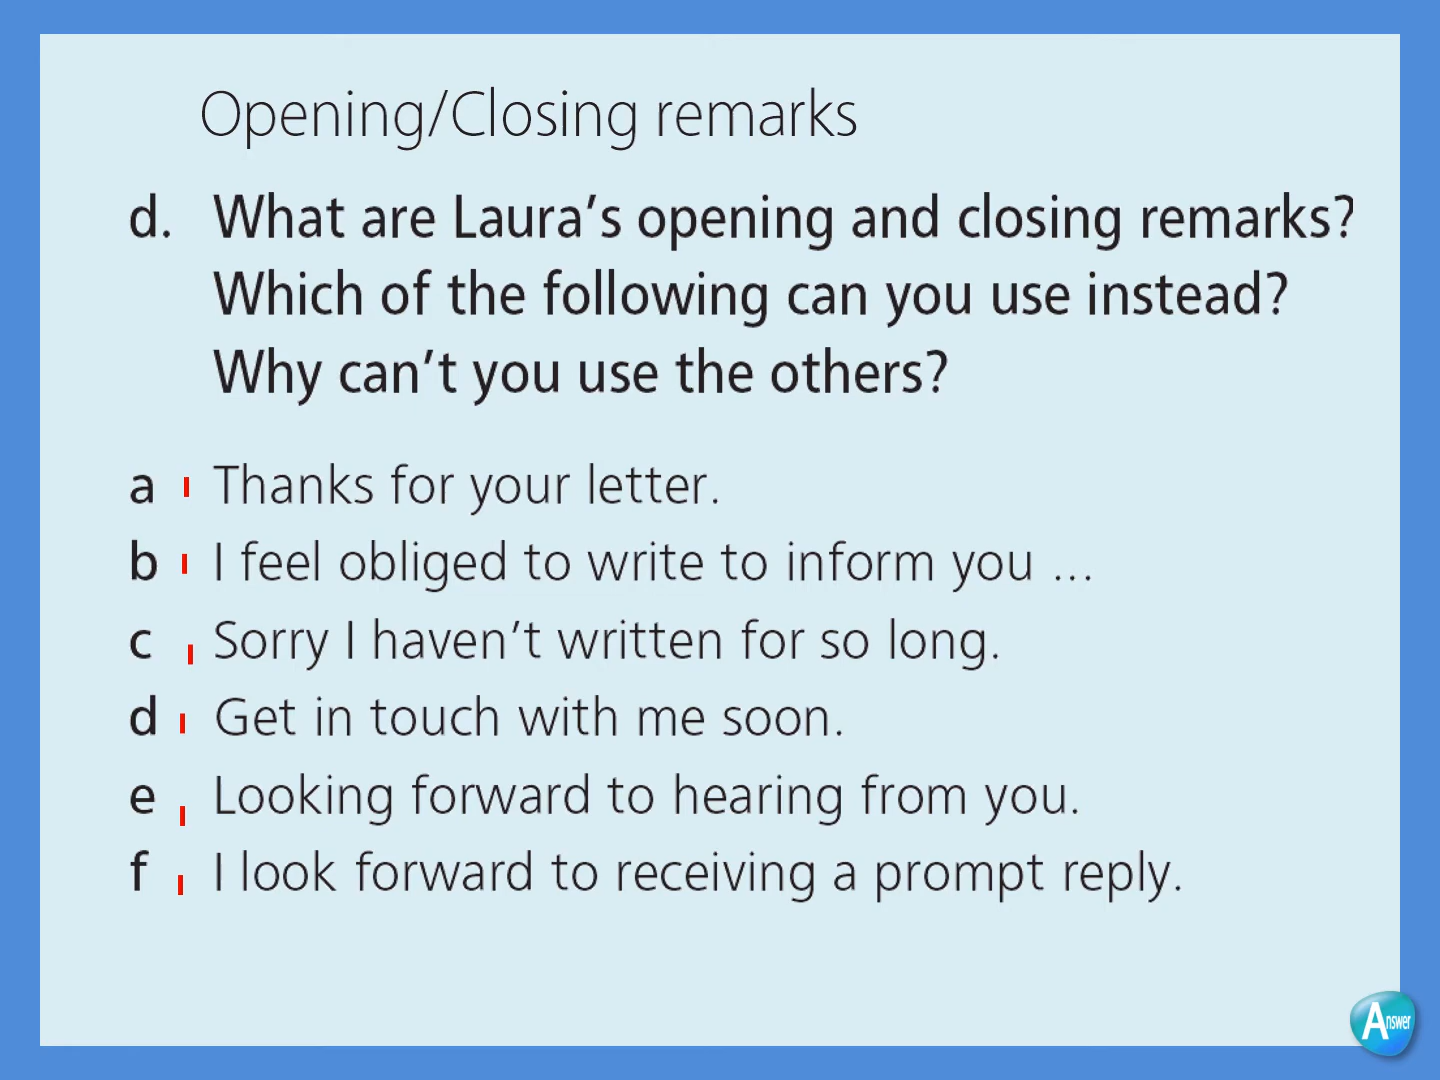 Opening/Closing remarks
d. What are Laura's opening and closing remarks?
Which of the following can you use instead?
Why can't you use the others?
a Thanks for your letter.
b I feel obliged to write to inform you ...
c Sorry I haven't written for so long.
d Get in touch with me soon.
e Looking forward to hearing from you.
f I look forward to receiving a prompt reply.
Answer